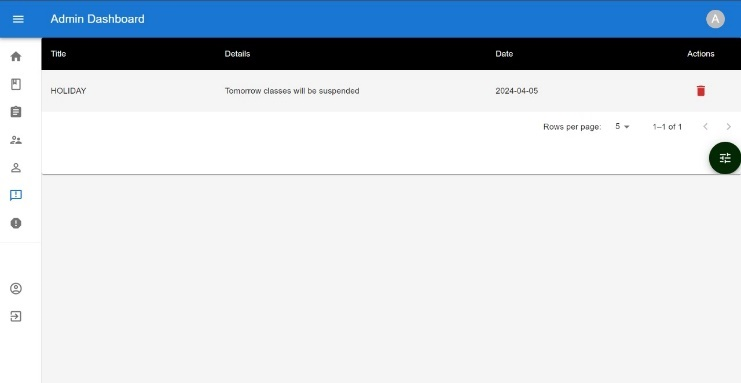 Admin Dashboard A
Title Details Date Actions
HOLIDAY Tomorrow classes will be suspended 2024-04-05
Rows per page: 5 1–1 of 1